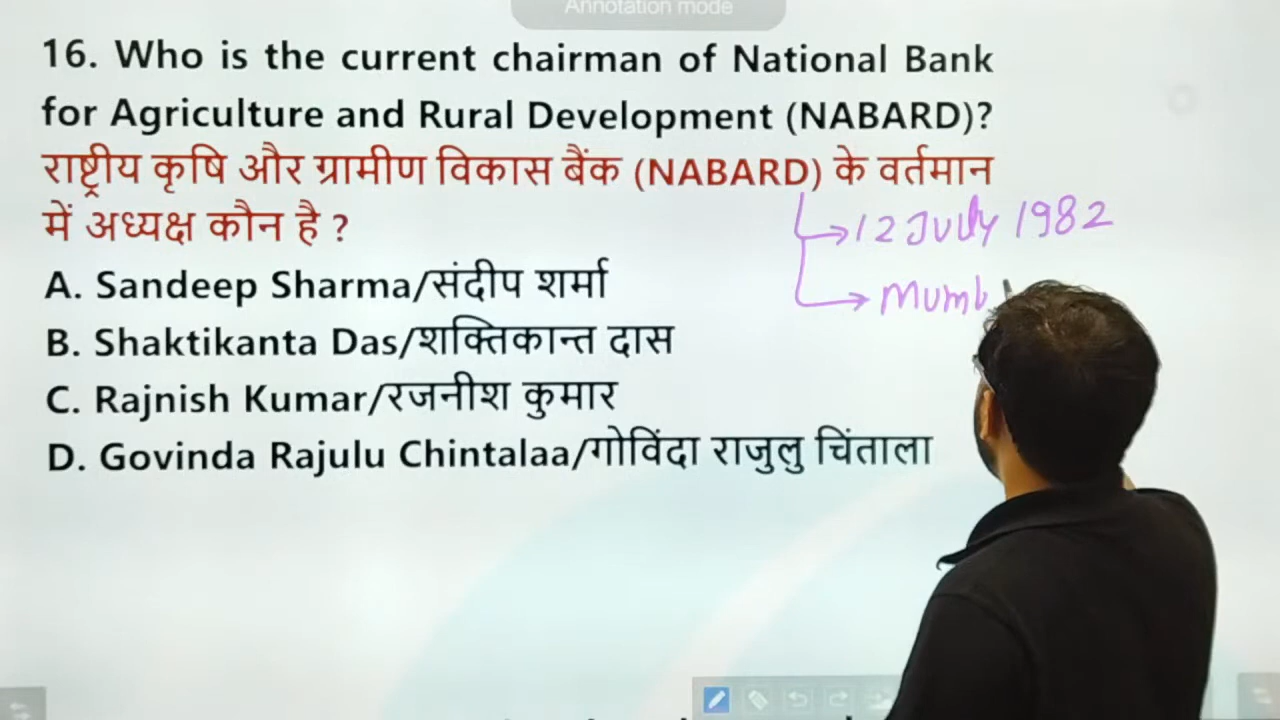 Annotation mode
16. Who is the current chairman of National Bank
for Agriculture and Rural Development (NABARD)?
राष्ट्रीय कृषि और ग्रामीण विकास बैंक (NABARD) के वर्तमान
में अध्यक्ष कौन है ?
12 July 1982
A. Sandeep Sharma/संदीप शर्मा
Mumb
B. Shaktikanta Das/शक्तिकान्त दास
C. Rajnish Kumar/रजनीश कुमार
D. Govinda Rajulu Chintalaa/गोविंदा राजुलु चिंताला